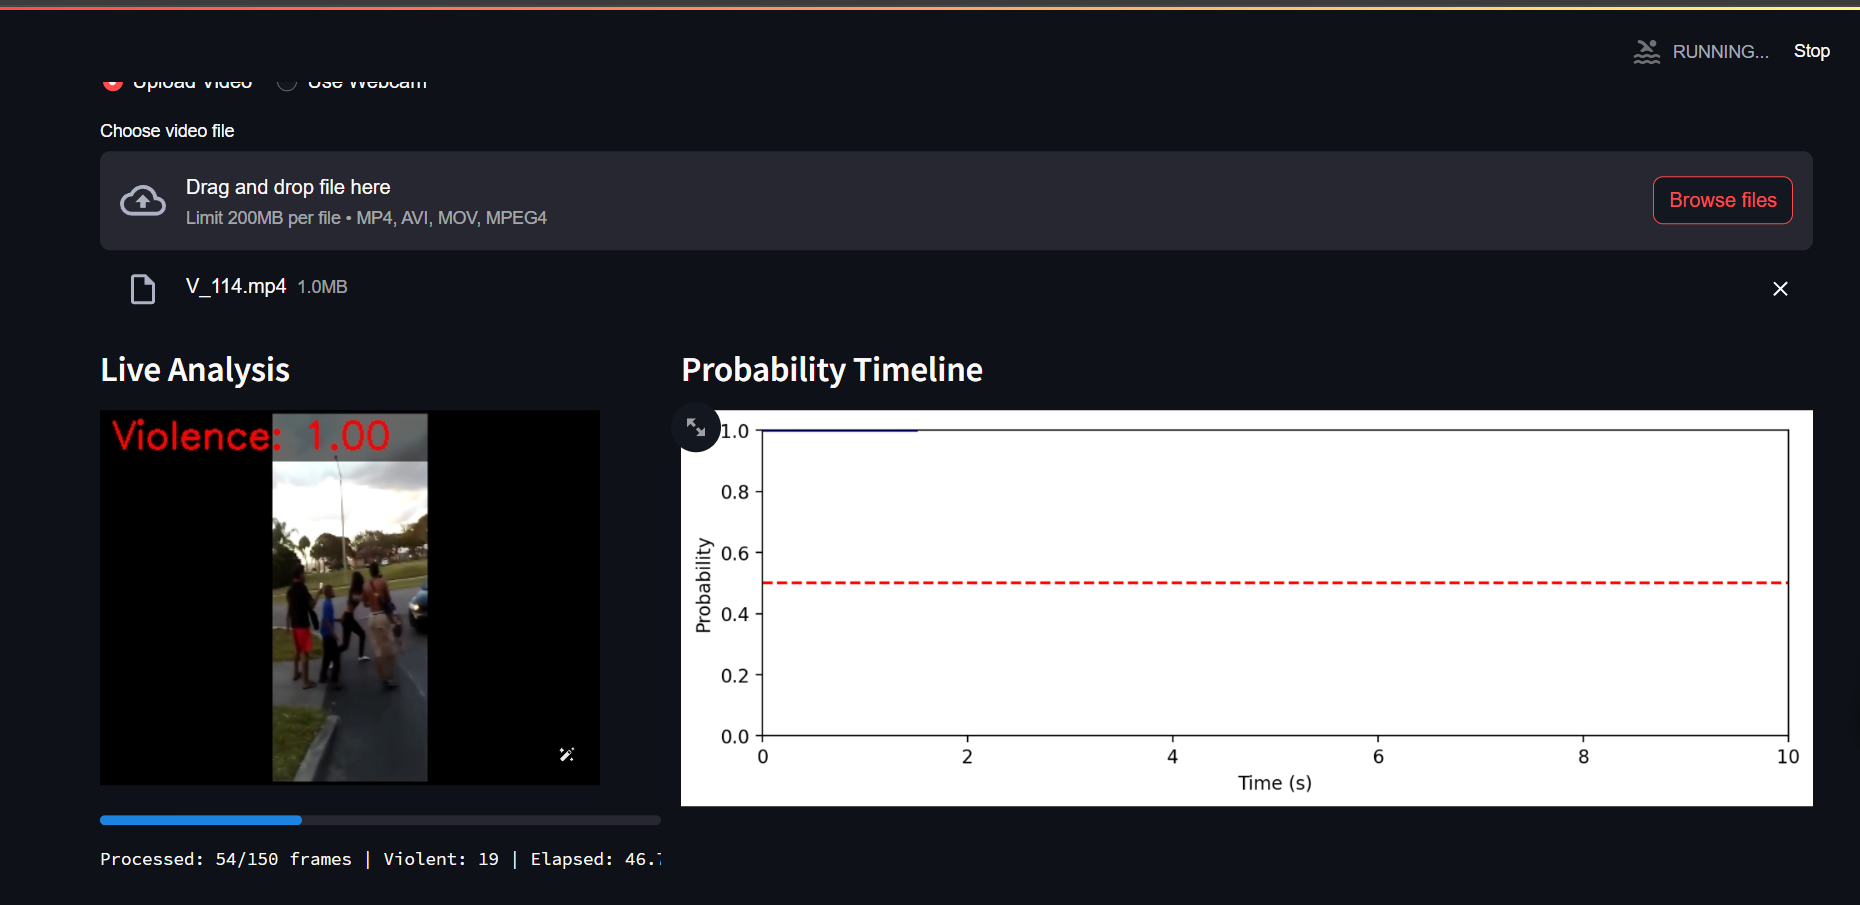 RUNNING... Stop
Upload Video Use Webcam
Choose video file
Drag and drop file here
Limit 200MB per file • MP4, AVI, MOV, MPEG4
Browse files
V_114.mp4 1.0MB
Live Analysis
Violence: 1.00
Processed: 54/150 frames | Violent: 19 | Elapsed: 46.
Probability Timeline
1.0
0.8
0.6
0.4
0.2
0.0
Probability
0 2 4 6 8 10
Time (s)